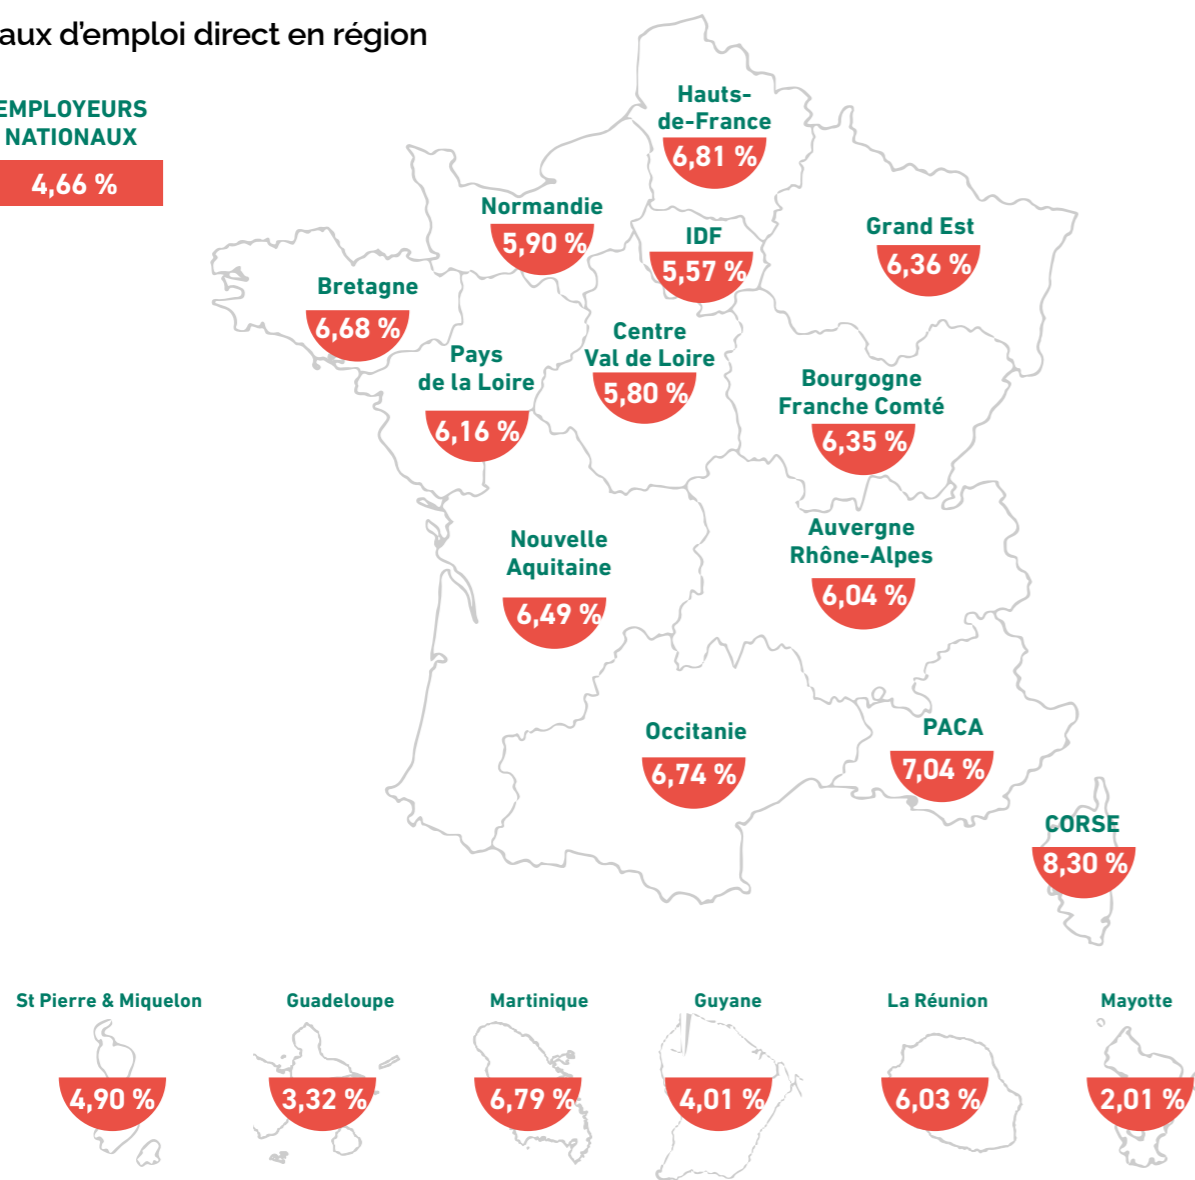 aux d'emploi direct en région
EMPLOYEURS
NATIONAUX
4,66 %
Hauts-
de-France
6,81 %
Normandie
5,90 %
IDF
5,57 %
Grand Est
6,36 %
Bretagne
6,68 %
Pays
de la Loire
6,16 %
Centre
Val de Loire
5,80 %
Bourgogne
Franche Comté
6,35 %
Nouvelle
Aquitaine
6,49 %
Auvergne
Rhône-Alpes
6,04 %
Occitanie
6,74 %
PACA
7,04 %
CORSE
8,30 %
St Pierre & Miquelon
4,90 %
Guadeloupe
3,32 %
Martinique
6,79 %
Guyane
4,01 %
La Réunion
6,03 %
Mayotte
2,01 %